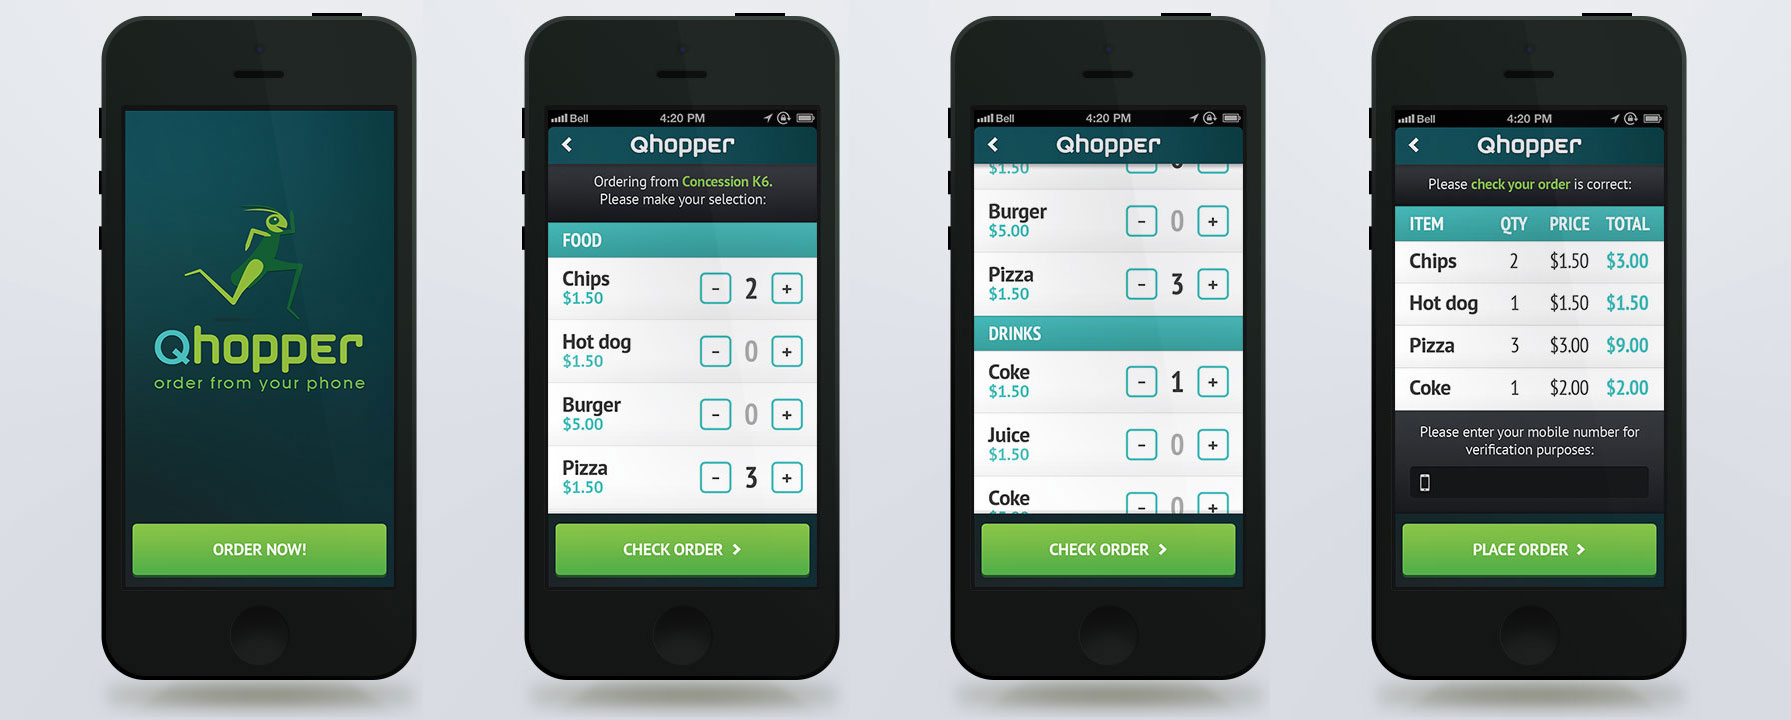 Qhopper
order from your phone
ORDER NOW!
Bell 4:20 PM
Qhopper
Ordering from Concession K6.
Please make your selection:
FOOD
Chips
$1.50
- 2 +
Hot dog
$1.50
- 0 +
Burger
$5.00
- 0 +
Pizza
$1.50
- 3 +
CHECK ORDER >
Bell 4:20 PM
Qhopper
$1.50
Burger
$5.00
- 0 +
Pizza
$1.50
- 3 +
DRINKS
Coke
$1.50
- 1 +
Juice
$1.50
- 0 +
Coke
- 0 +
CHECK ORDER >
Bell 4:20 PM
Qhopper
Please check your order is correct:
ITEM QTY PRICE TOTAL
Chips 2 $1.50 $3.00
Hot dog 1 $1.50 $1.50
Pizza 3 $3.00 $9.00
Coke 1 $2.00 $2.00
Please enter your mobile number for
verification purposes:
PLACE ORDER >